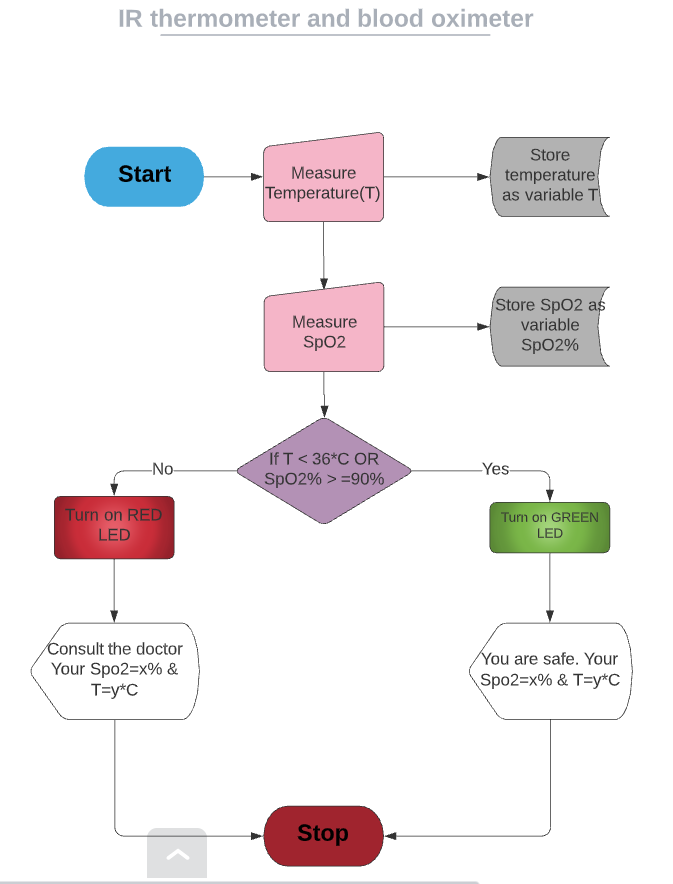 IR thermometer and blood oximeter
Start
Measure
Temperature(T)
Store
temperature
as variable T
Measure
SpO2
Store SpO2 as
variable
SpO2%
If T < 36*C OR
SpO2% > =90%
No
Yes
Turn on RED
LED
Turn on GREEN
LED
Consult the doctor
Your Spo2=x% &
T=y*C
You are safe. Your
Spo2=x% & T=y*C
Stop